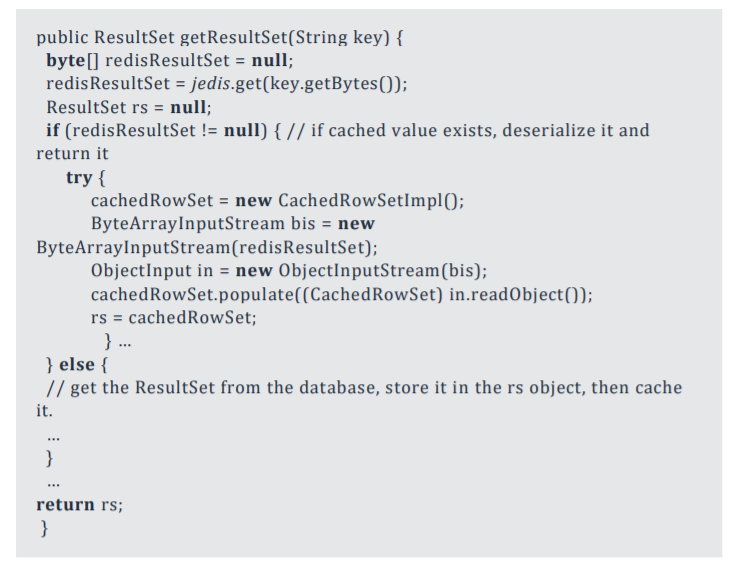 public ResultSet getResultSet(String key) {
byte[] redisResultSet = null;
redisResultSet = jedis.get(key.getBytes());
ResultSet rs = null;
if (redisResultSet != null) { // if cached value exists, deserialize it and
return it
try {
cachedRowSet = new CachedRowSetImpl();
ByteArrayInputStream bis = new
ByteArrayInputStream(redisResultSet);
ObjectInput in = new ObjectInputStream(bis);
cachedRowSet.populate((CachedRowSet) in.readObject());
rs = cachedRowSet;
} ...
} else {
// get the ResultSet from the database, store it in the rs object, then cache
it.
...
}
...
return rs;
}